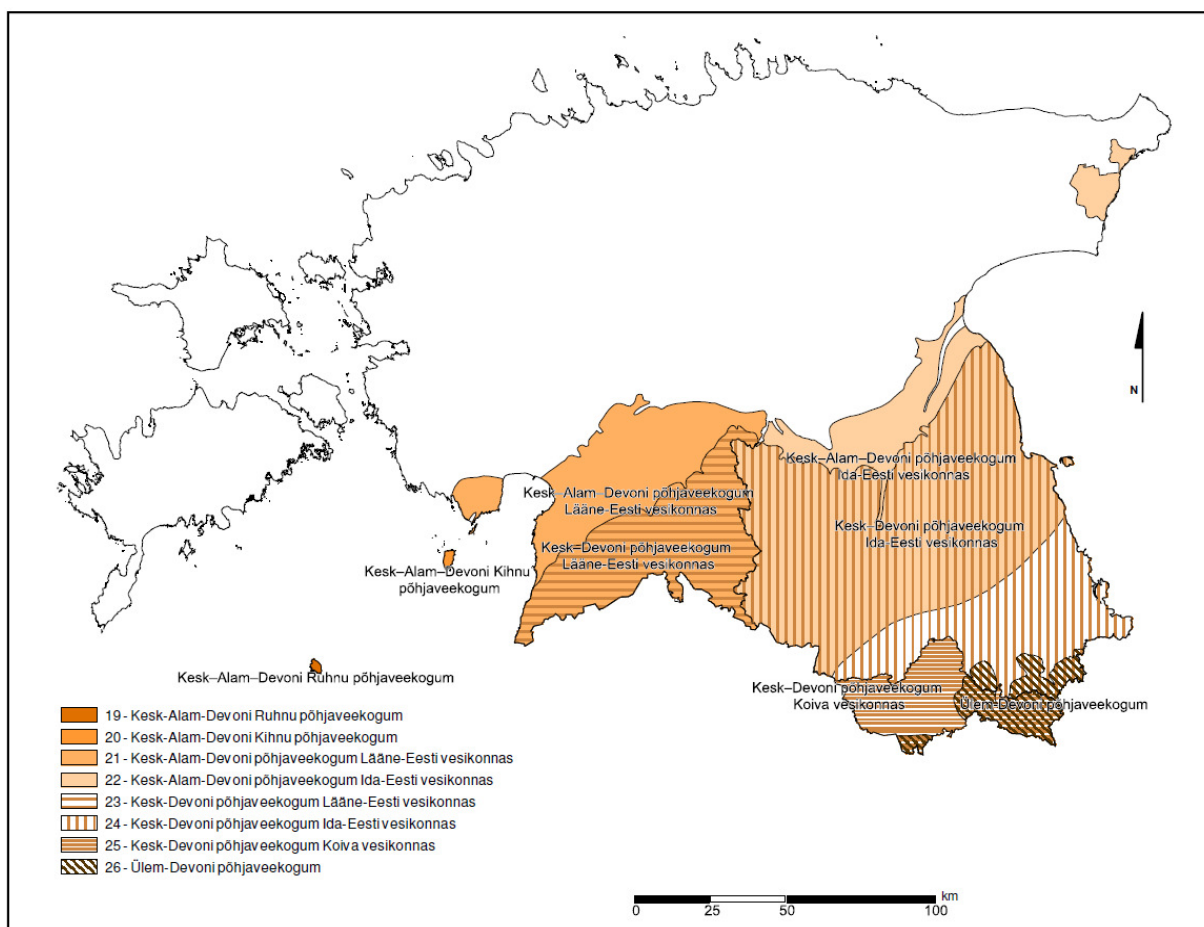 N
Kesk–Alam–Devoni põhjaveekogum
Ida-Eesti vesikonnas
Kesk–Alam–Devoni põhjaveekogum
Lääne-Eesti vesikonnas
Kesk–Devoni põhjaveekogum
Ida-Eesti vesikonnas
Kesk–Devoni põhjaveekogum
Lääne-Eesti vesikonnas
Kesk–Alam–Devoni Kihnu
põhjaveekogum
Kesk–Alam–Devoni Ruhnu põhjaveekogum
Kesk–Devoni põhjaveekogum
Koiva vesikonnas
Ülem-Devoni põhjaveekogum
19 - Kesk-Alam-Devoni Ruhnu põhjaveekogum
20 - Kesk-Alam-Devoni Kihnu põhjaveekogum
21 - Kesk-Alam-Devoni põhjaveekogum Lääne-Eesti vesikonnas
22 - Kesk-Alam-Devoni põhjaveekogum Ida-Eesti vesikonnas
23 - Kesk-Devoni põhjaveekogum Lääne-Eesti vesikonnas
24 - Kesk-Devoni põhjaveekogum Ida-Eesti vesikonnas
25 - Kesk-Devoni põhjaveekogum Koiva vesikonnas
26 - Ülem-Devoni põhjaveekogum
km
0 25 50 100